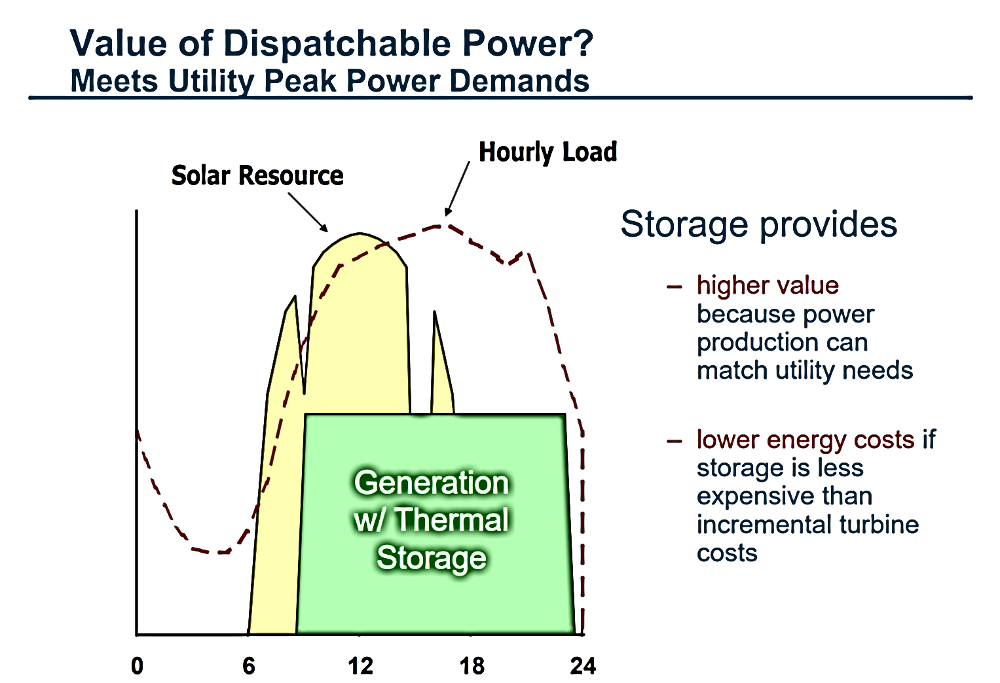 Value of Dispatchable Power?
Meets Utility Peak Power Demands
Hourly Load
Solar Resource
Storage provides
– higher value
because power
production can
match utility needs
– lower energy costs if
storage is less
expensive than
incremental turbine
costs
Generation
w/ Thermal
Storage
0 6 12 18 24